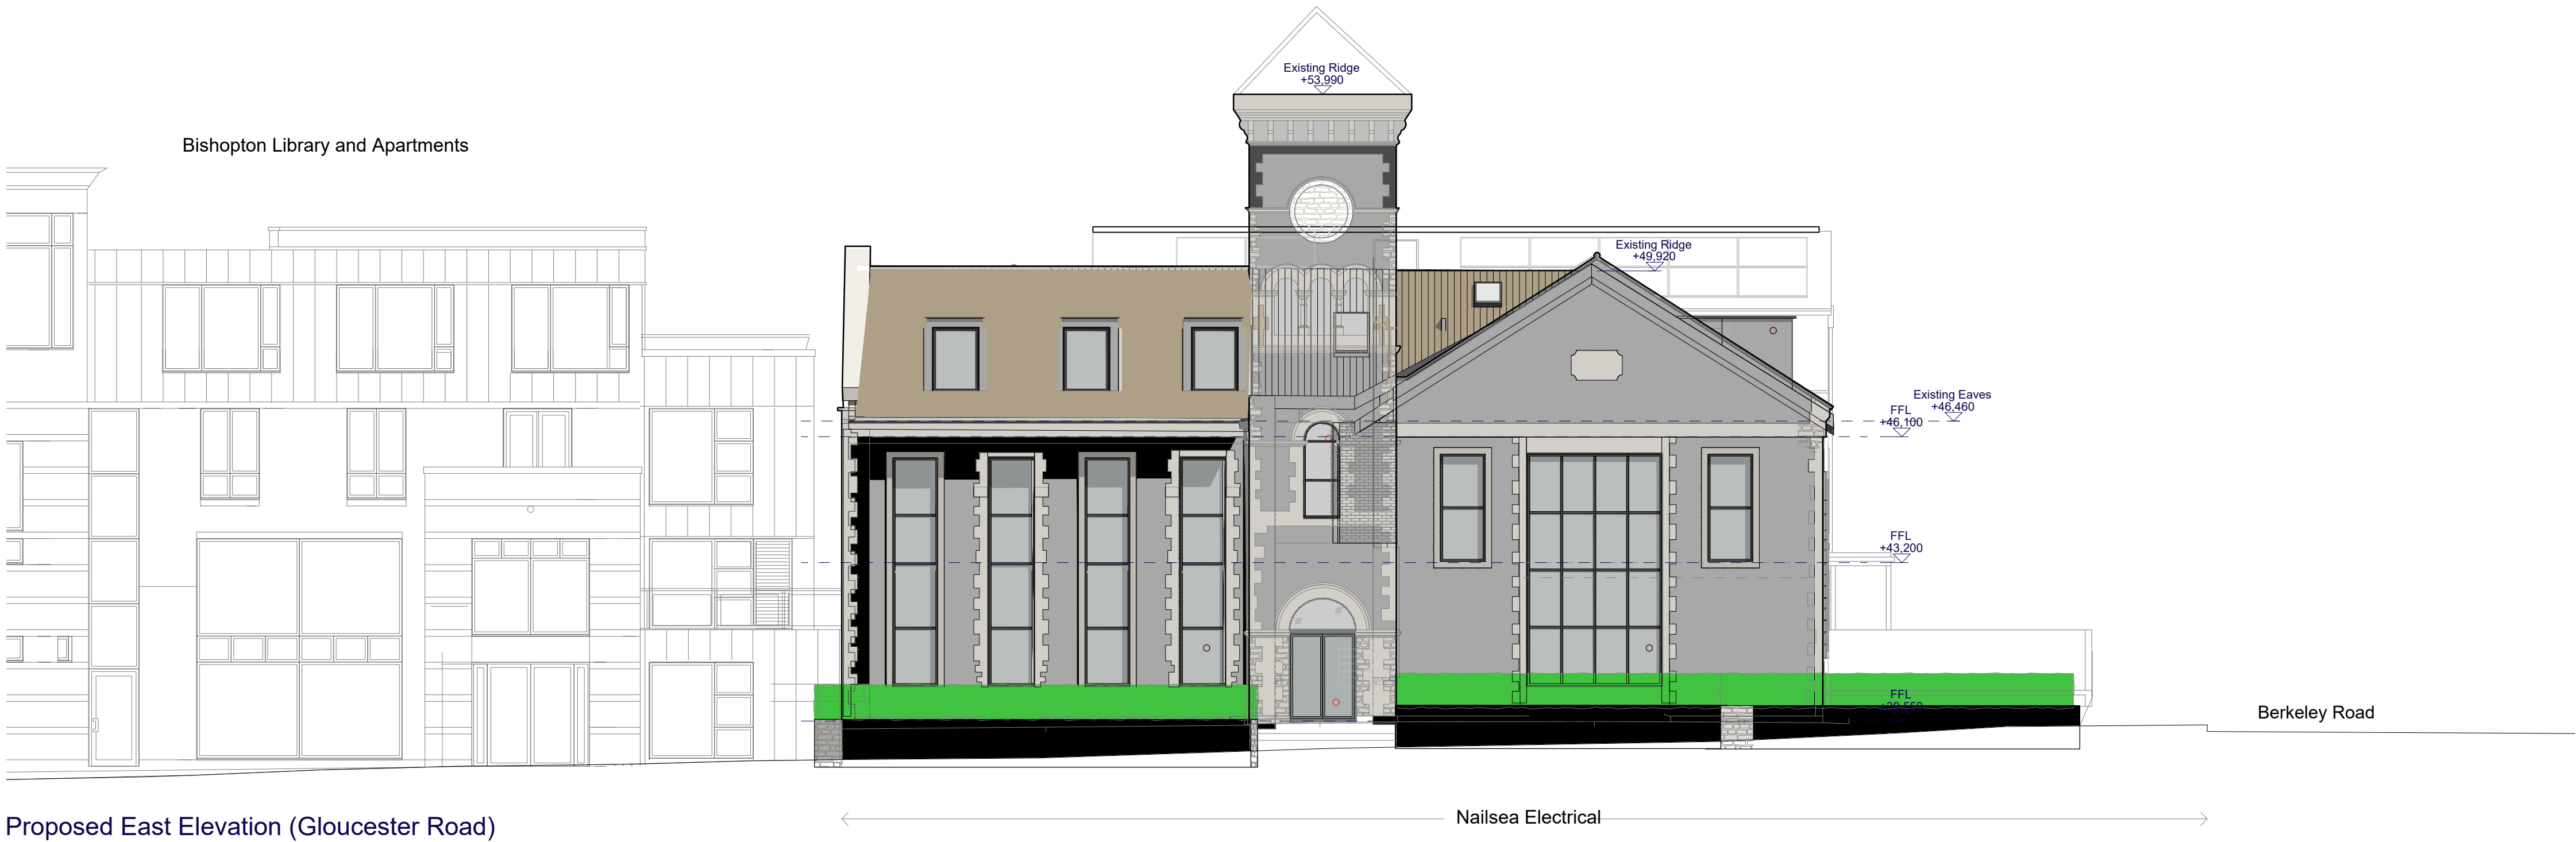 Existing Ridge
+53,990
Bishopton Library and Apartments
Existing Ridge
+49,920
Existing Eaves
+46,460
FFL
+46,100
FFL
+43,200
FFL
Berkeley Road
Nailsea Electrical
Proposed East Elevation (Gloucester Road)